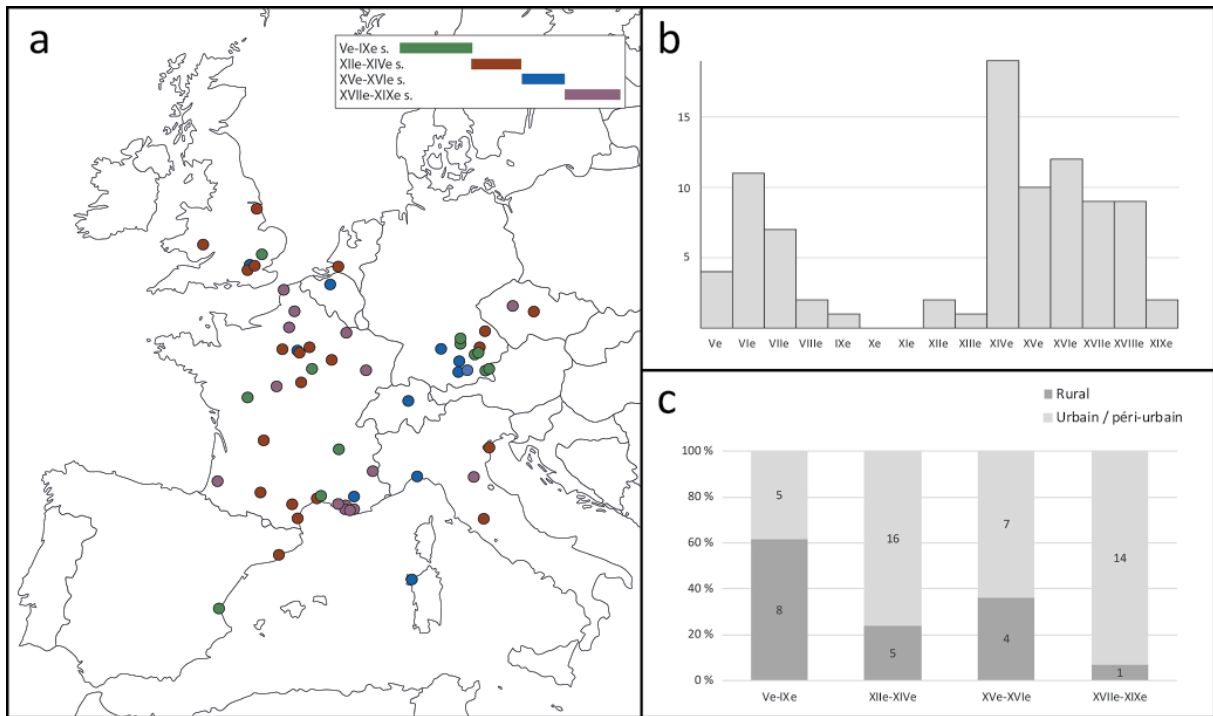 a
Ve-IXe s.
XIIe-XIVe s.
XVe-XVIe s.
XVIIe-XIXe s.
b
15
10
5
Ve VIe VIIe VIIIe IXe Xe XIe XIIe XIIIe XIVe XVe XVIe XVIIe XVIIIe XIXe
c
Rural
Urbain / péri-urbain
100 %
80 %
60 %
40 %
20 %
0 %
5 16 7 14
8 5 4 1
Ve-IXe XIIe-XIVe XVe-XVIe XVIIe-XIXe